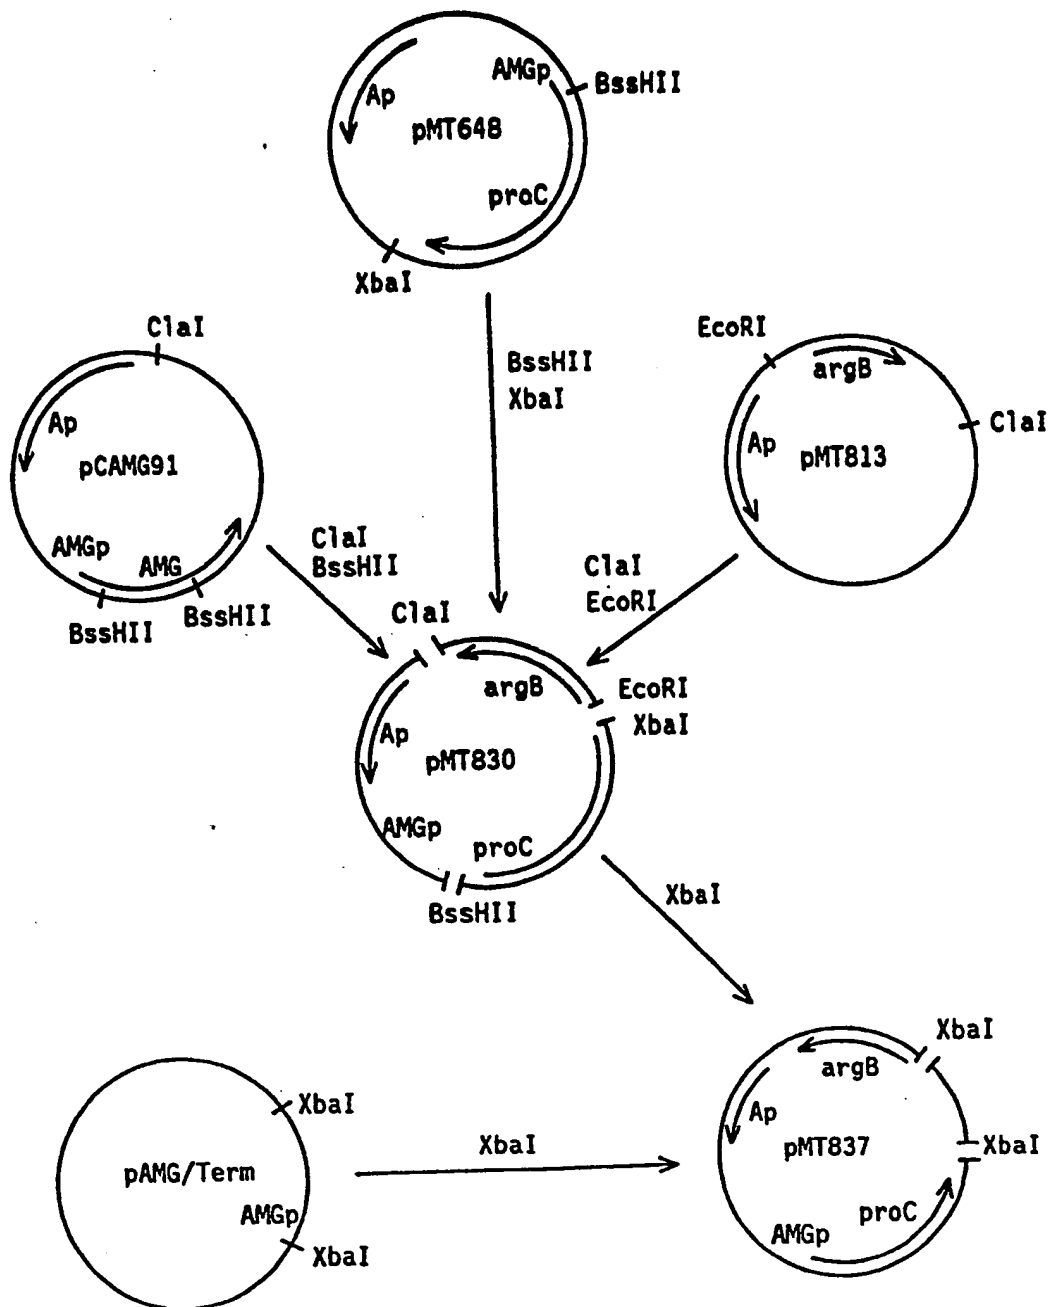 AMGp
BssHII
Ap
pMT648
proC
XbaI
ClaI
Ap
pCAMG91
AMGp
AMG
BssHII
BssHII
BssHII
XbaI
EcoRI
argB
ClaI
Ap
pMT813
ClaI
BssHII
ClaI
EcoRI
ClaI
argB
EcoRI
XbaI
Ap
pMT830
AMGp
proC
BssHII
XbaI
XbaI
pAMG/Term
AMGp
XbaI
XbaI
XbaI
argB
Ap
pMT837
XbaI
proC
AMGp